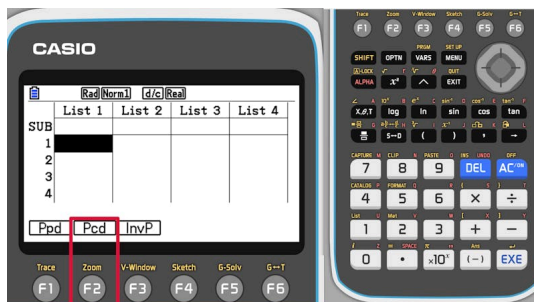 CASIO
Rad Norm1 d/c Real
List 1 List 2 List 3 List 4
SUB
1
2
3
4
Ppd Pcd InvP
Trace Zoom V-Window Sketch G-Solv G↔T
F1 F2 F3 F4 F5 F6
Trace Zoom V-Window Sketch G-Solv G↔T
F1 F2 F3 F4 F5 F6
PRGM SET UP
SHIFT OPTN VARS MENU
A-LOCK QUIT
ALPHA x² ^ EXIT
X,θ,T log ln sin cos tan
S↔D ( ) , →
CAPTURE CLIP PASTE INS UNDO OFF
7 8 9 DEL AC/ON
CATALOG FORMAT
4 5 6 × ÷
List Mat
1 2 3 + −
SPACE π Ans
0 • ×10ˣ (−) EXE